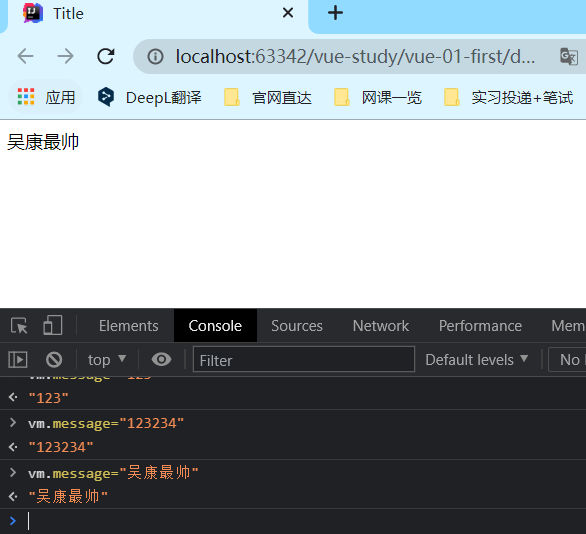 Title
localhost:63342/vue-study/vue-01-first/d...
应用 DeepL翻译 官网直达 网课一览 实习投递+笔试
吴康最帅
Elements Console Sources Network Performance Mem
top Filter Default levels No I
vm.message="123"
"123"
vm.message="123234"
"123234"
vm.message="吴康最帅"
"吴康最帅"